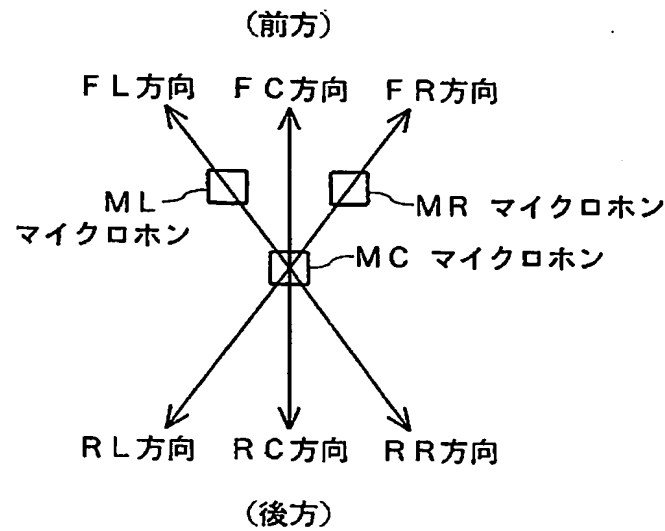 (前方)
FL方向 FC方向 FR方向
ML
マイクロホン
MR マイクロホン
MC マイクロホン
RL方向 RC方向 RR方向
(後方)